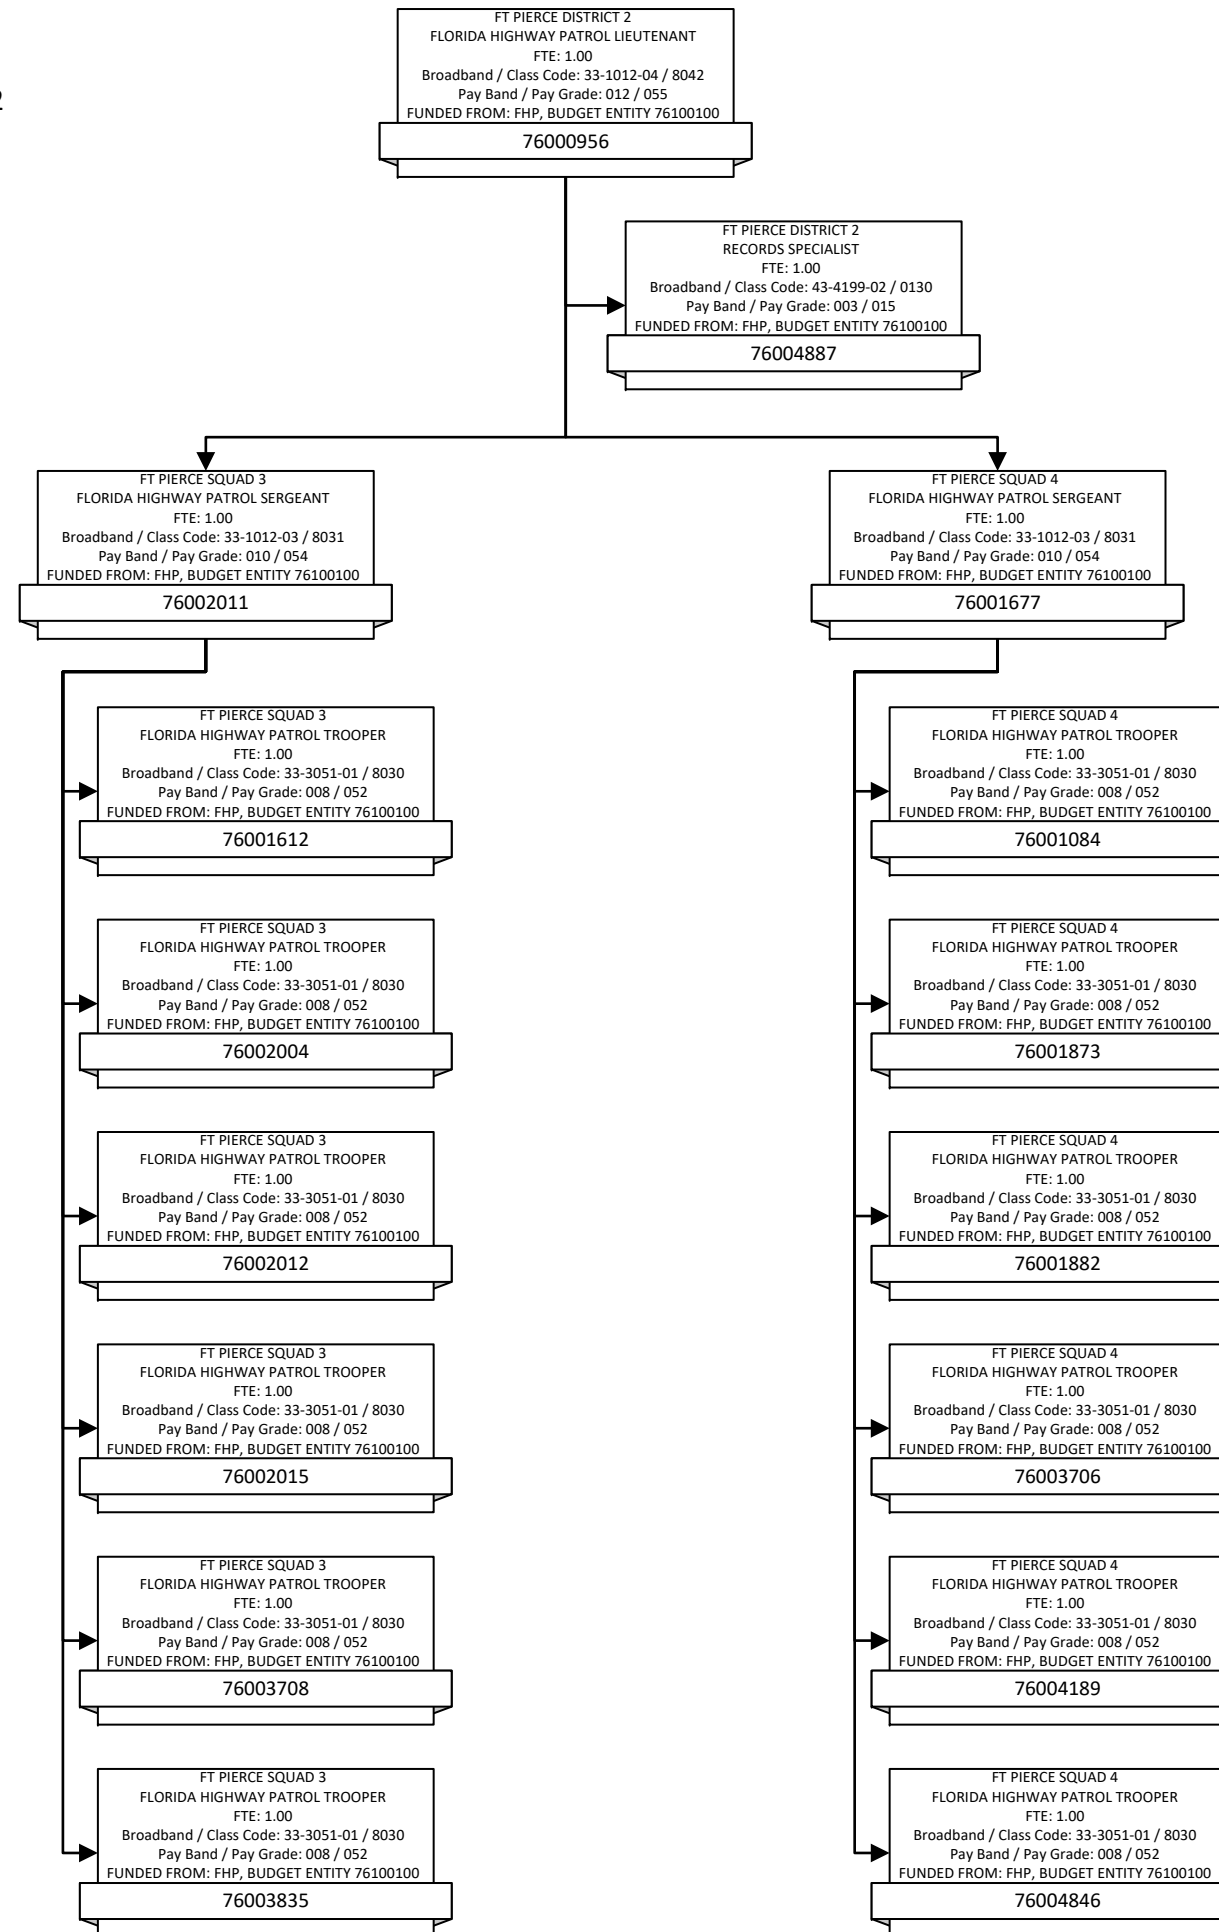 2
FT PIERCE DISTRICT 2
FLORIDA HIGHWAY PATROL LIEUTENANT
FTE: 1.00
Broadband / Class Code: 33-1012-04 / 8042
Pay Band / Pay Grade: 012 / 055
FUNDED FROM: FHP, BUDGET ENTITY 76100100
76000956
FT PIERCE DISTRICT 2
RECORDS SPECIALIST
FTE: 1.00
Broadband / Class Code: 43-4199-02 / 0130
Pay Band / Pay Grade: 003 / 015
FUNDED FROM: FHP, BUDGET ENTITY 76100100
76004887
FT PIERCE SQUAD 3
FLORIDA HIGHWAY PATROL SERGEANT
FTE: 1.00
Broadband / Class Code: 33-1012-03 / 8031
Pay Band / Pay Grade: 010 / 054
FUNDED FROM: FHP, BUDGET ENTITY 76100100
76002011
FT PIERCE SQUAD 3
FLORIDA HIGHWAY PATROL TROOPER
FTE: 1.00
Broadband / Class Code: 33-3051-01 / 8030
Pay Band / Pay Grade: 008 / 052
FUNDED FROM: FHP, BUDGET ENTITY 76100100
76001612
FT PIERCE SQUAD 3
FLORIDA HIGHWAY PATROL TROOPER
FTE: 1.00
Broadband / Class Code: 33-3051-01 / 8030
Pay Band / Pay Grade: 008 / 052
FUNDED FROM: FHP, BUDGET ENTITY 76100100
76002004
FT PIERCE SQUAD 3
FLORIDA HIGHWAY PATROL TROOPER
FTE: 1.00
Broadband / Class Code: 33-3051-01 / 8030
Pay Band / Pay Grade: 008 / 052
FUNDED FROM: FHP, BUDGET ENTITY 76100100
76002012
FT PIERCE SQUAD 3
FLORIDA HIGHWAY PATROL TROOPER
FTE: 1.00
Broadband / Class Code: 33-3051-01 / 8030
Pay Band / Pay Grade: 008 / 052
FUNDED FROM: FHP, BUDGET ENTITY 76100100
76002015
FT PIERCE SQUAD 3
FLORIDA HIGHWAY PATROL TROOPER
FTE: 1.00
Broadband / Class Code: 33-3051-01 / 8030
Pay Band / Pay Grade: 008 / 052
FUNDED FROM: FHP, BUDGET ENTITY 76100100
76003708
FT PIERCE SQUAD 3
FLORIDA HIGHWAY PATROL TROOPER
FTE: 1.00
Broadband / Class Code: 33-3051-01 / 8030
Pay Band / Pay Grade: 008 / 052
FUNDED FROM: FHP, BUDGET ENTITY 76100100
76003835
FT PIERCE SQUAD 4
FLORIDA HIGHWAY PATROL SERGEANT
FTE: 1.00
Broadband / Class Code: 33-1012-03 / 8031
Pay Band / Pay Grade: 010 / 054
FUNDED FROM: FHP, BUDGET ENTITY 76100100
76001677
FT PIERCE SQUAD 4
FLORIDA HIGHWAY PATROL TROOPER
FTE: 1.00
Broadband / Class Code: 33-3051-01 / 8030
Pay Band / Pay Grade: 008 / 052
FUNDED FROM: FHP, BUDGET ENTITY 76100100
76001084
FT PIERCE SQUAD 4
FLORIDA HIGHWAY PATROL TROOPER
FTE: 1.00
Broadband / Class Code: 33-3051-01 / 8030
Pay Band / Pay Grade: 008 / 052
FUNDED FROM: FHP, BUDGET ENTITY 76100100
76001873
FT PIERCE SQUAD 4
FLORIDA HIGHWAY PATROL TROOPER
FTE: 1.00
Broadband / Class Code: 33-3051-01 / 8030
Pay Band / Pay Grade: 008 / 052
FUNDED FROM: FHP, BUDGET ENTITY 76100100
76001882
FT PIERCE SQUAD 4
FLORIDA HIGHWAY PATROL TROOPER
FTE: 1.00
Broadband / Class Code: 33-3051-01 / 8030
Pay Band / Pay Grade: 008 / 052
FUNDED FROM: FHP, BUDGET ENTITY 76100100
76003706
FT PIERCE SQUAD 4
FLORIDA HIGHWAY PATROL TROOPER
FTE: 1.00
Broadband / Class Code: 33-3051-01 / 8030
Pay Band / Pay Grade: 008 / 052
FUNDED FROM: FHP, BUDGET ENTITY 76100100
76004189
FT PIERCE SQUAD 4
FLORIDA HIGHWAY PATROL TROOPER
FTE: 1.00
Broadband / Class Code: 33-3051-01 / 8030
Pay Band / Pay Grade: 008 / 052
FUNDED FROM: FHP, BUDGET ENTITY 76100100
76004846